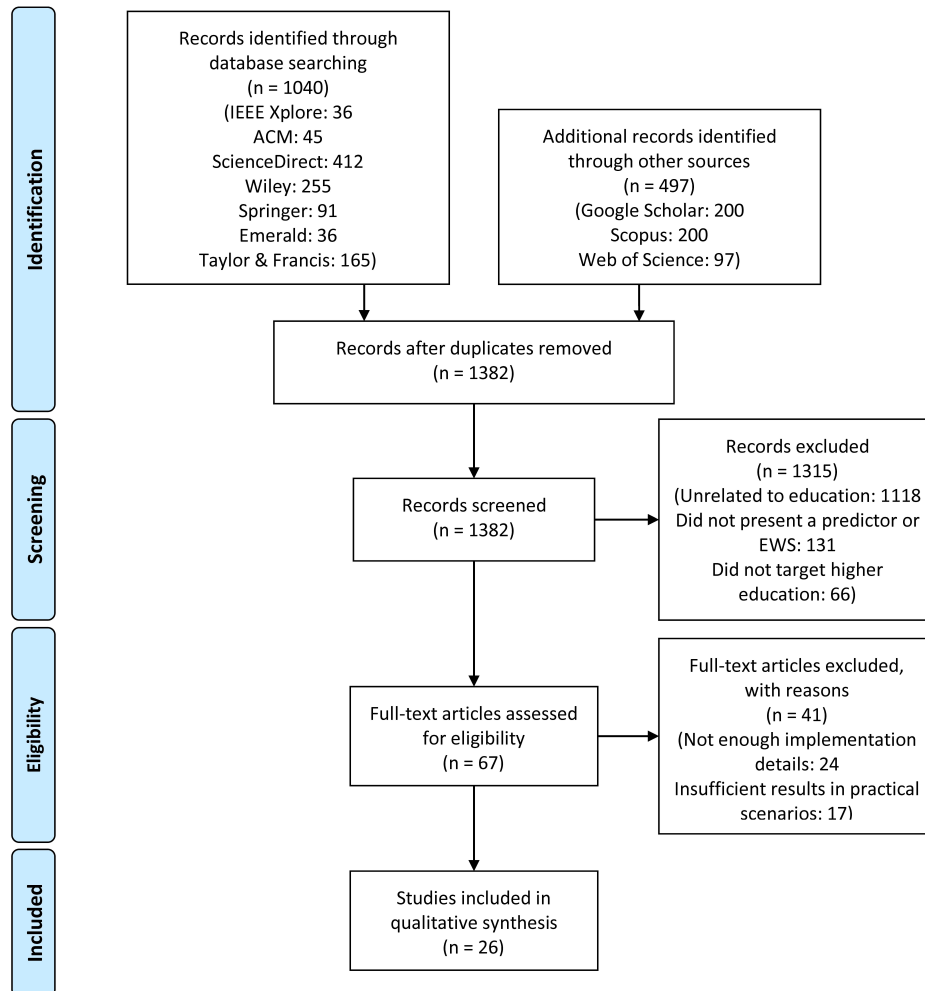 Identification
Records identified through
database searching
(n = 1040)
(IEEE Xplore: 36
ACM: 45
ScienceDirect: 412
Wiley: 255
Springer: 91
Emerald: 36
Taylor & Francis: 165)
Additional records identified
through other sources
(n = 497)
(Google Scholar: 200
Scopus: 200
Web of Science: 97)
Records after duplicates removed
(n = 1382)
Screening
Records screened
(n = 1382)
Records excluded
(n = 1315)
(Unrelated to education: 1118
Did not present a predictor or
EWS: 131
Did not target higher
education: 66)
Eligibility
Full-text articles assessed
for eligibility
(n = 67)
Full-text articles excluded,
with reasons
(n = 41)
(Not enough implementation
details: 24
Insufficient results in practical
scenarios: 17)
Included
Studies included in
qualitative synthesis
(n = 26)